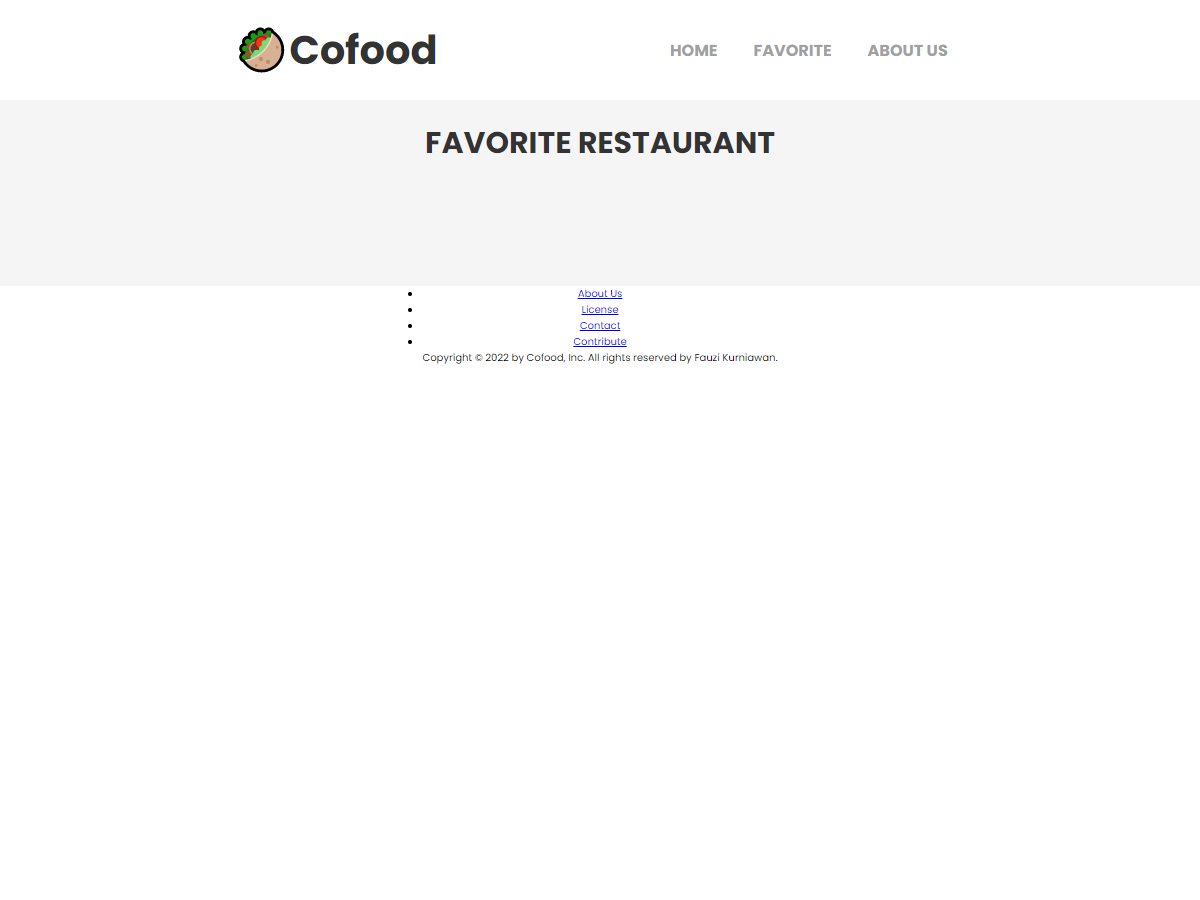 Cofood
HOME FAVORITE ABOUT US
FAVORITE RESTAURANT
About Us
License
Contact
Contribute
Copyright © 2022 by Cofood, Inc. All rights reserved by Fauzi Kurniawan.